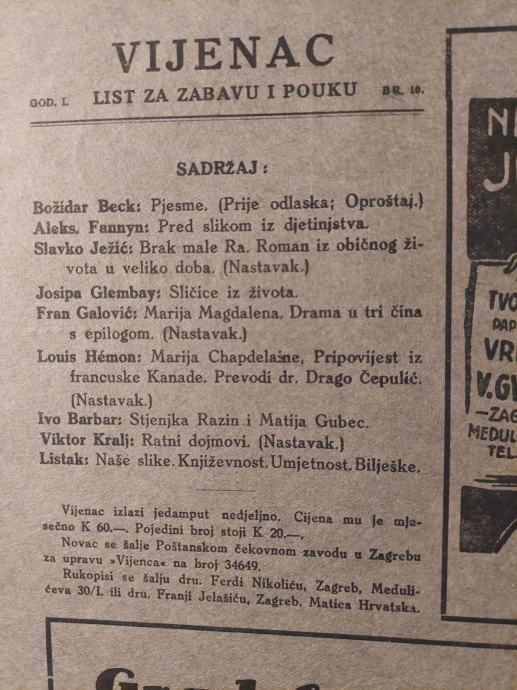 VIJENAC
GOD. I. LIST ZA ZABAVU I POUKU BR. 10.
SADRŽAJ:
Božidar Beck: Pjesme. (Prije odlaska; Oproštaj.)
Aleks. Fannyn: Pred slikom iz djetinjstva.
Slavko Ježić: Brak male Ra. Roman iz običnog ži-
vota u veliko doba. (Nastavak.)
Josipa Glembay: Sličice iz života.
Fran Galović: Marija Magdalena. Drama u tri čina
s epilogom. (Nastavak.)
Louis Hémon: Marija Chapdelaine, Pripovijest iz
francuske Kanade. Prevodi dr. Drago Čepulić.
(Nastavak.)
Ivo Barbar: Stjenjka Razin i Matija Gubec.
Viktor Kralj: Ratni dojmovi. (Nastavak.)
Listak: Naše slike. Književnost. Umjetnost. Bilješke.
Vijenac izlazi jedamput nedjeljno. Cijena mu je mje-
sečno K 60.—. Pojedini broj stoji K 20.—.
Novac se šalje Poštanskom čekovnom zavodu u Zagrebu
za upravu »Vijenca« na broj 34649.
Rukopisi se šalju dru. Ferdi Nikoliću, Zagreb, Meduli-
ćeva 30/I. ili dru. Franji Jelašiću, Zagreb, Matica Hrvatska.
TVO
PAP
VRE
V.GV
—ZAG
MEDUL
TEL